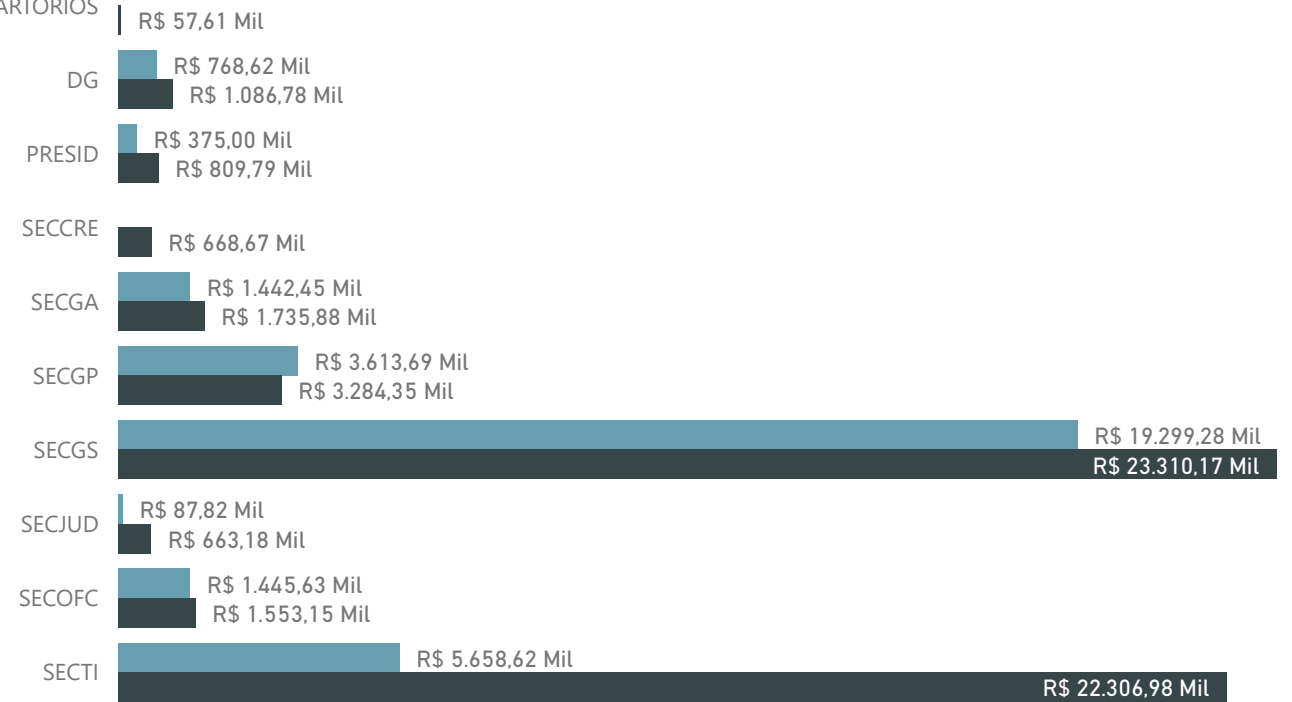 ARTORIOS
R$ 57,61 Mil
DG
R$ 768,62 Mil
R$ 1.086,78 Mil
PRESID
R$ 375,00 Mil
R$ 809,79 Mil
SECCRE
R$ 668,67 Mil
SECGA
R$ 1.442,45 Mil
R$ 1.735,88 Mil
SECGP
R$ 3.613,69 Mil
R$ 3.284,35 Mil
SECGS
R$ 19.299,28 Mil
R$ 23.310,17 Mil
SECJUD
R$ 87,82 Mil
R$ 663,18 Mil
SECOFC
R$ 1.445,63 Mil
R$ 1.553,15 Mil
SECTI
R$ 5.658,62 Mil
R$ 22.306,98 Mil